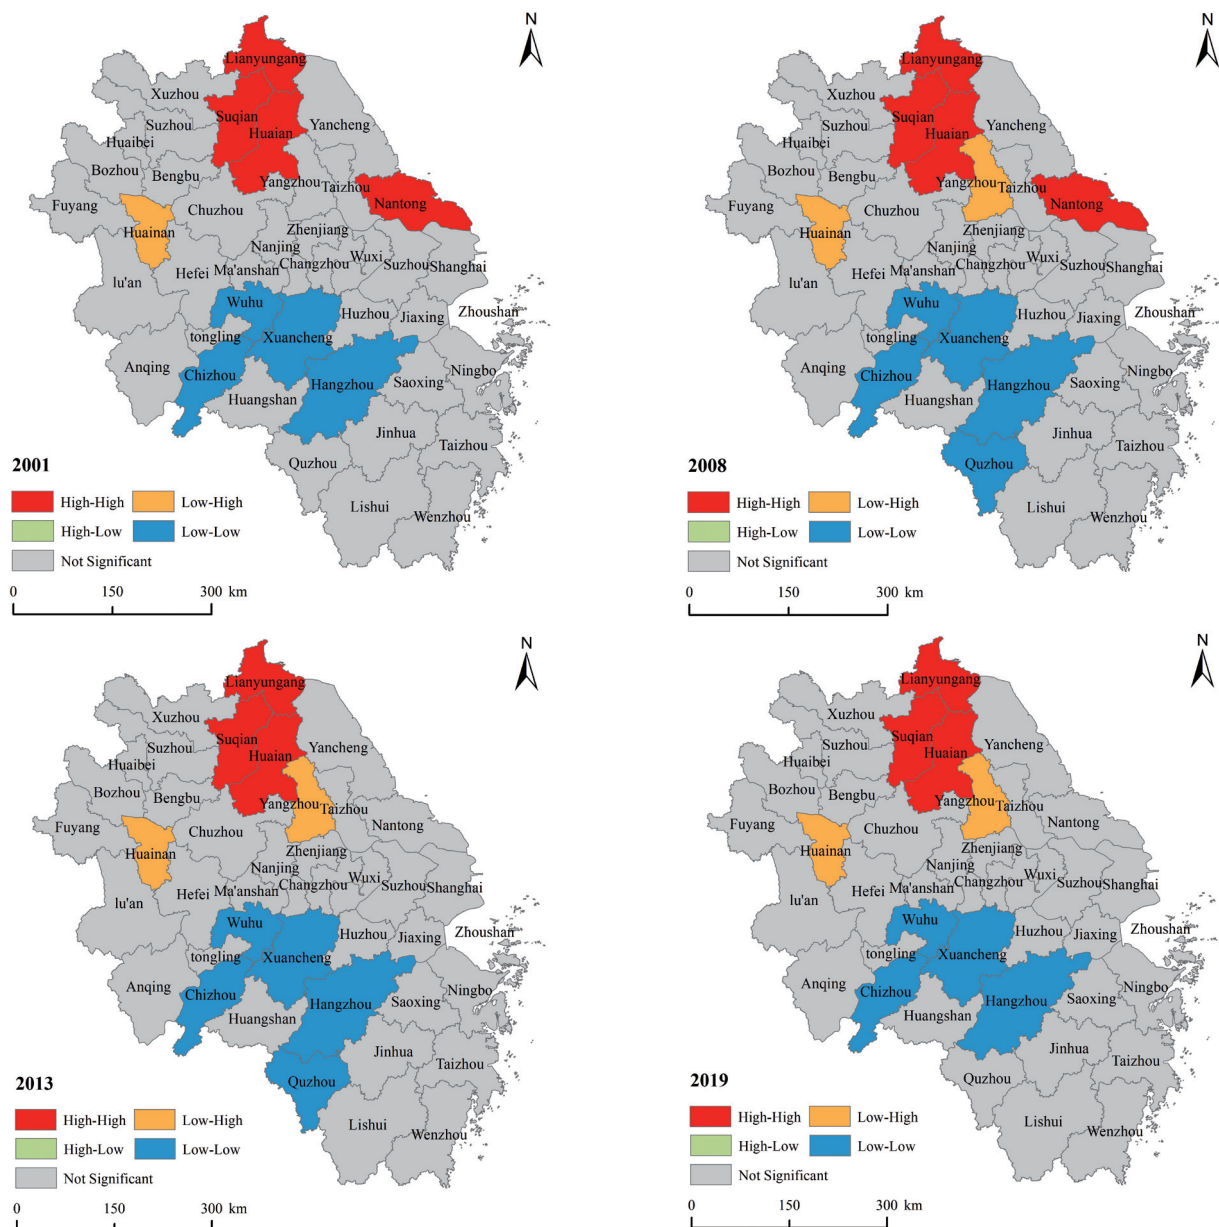 N
Lianyungang
Xuzhou
Suqian
Suzhou
Huaian
Yancheng
Huaibei
Bozhou
Bengbu
Yangzhou
Taizhou
Fuyang
Chuzhou
Nantong
Huainan
Zhenjiang
Nanjing
Wuxi
Hefei
Ma'anshan
Changzhou
Suzhou
Shanghai
lu'an
Wuhu
Huzhou
Jiaxing
Zhoushan
tongling
Xuancheng
Anqing
Chizhou
Hangzhou
Saoxing
Ningbo
Huangshan
Jinhua
Taizhou
Quzhou
Lishui
Wenzhou
2001
High-High
Low-High
High-Low
Low-Low
Not Significant
0 150 300 km
N
Lianyungang
Xuzhou
Suqian
Suzhou
Huaian
Yancheng
Huaibei
Bozhou
Bengbu
Yangzhou
Taizhou
Fuyang
Chuzhou
Nantong
Huainan
Zhenjiang
Nanjing
Wuxi
Hefei
Ma'anshan
Changzhou
Suzhou
Shanghai
lu'an
Wuhu
Huzhou
Jiaxing
Zhoushan
tongling
Xuancheng
Anqing
Chizhou
Hangzhou
Saoxing
Ningbo
Huangshan
Jinhua
Taizhou
Quzhou
Lishui
Wenzhou
2008
High-High
Low-High
High-Low
Low-Low
Not Significant
0 150 300 km
N
Lianyungang
Xuzhou
Suqian
Suzhou
Huaian
Yancheng
Huaibei
Bozhou
Bengbu
Yangzhou
Taizhou
Fuyang
Chuzhou
Nantong
Huainan
Zhenjiang
Nanjing
Wuxi
Hefei
Ma'anshan
Changzhou
Suzhou
Shanghai
lu'an
Wuhu
Huzhou
Jiaxing
Zhoushan
tongling
Xuancheng
Anqing
Chizhou
Hangzhou
Saoxing
Ningbo
Huangshan
Jinhua
Taizhou
Quzhou
Lishui
Wenzhou
2013
High-High
Low-High
High-Low
Low-Low
Not Significant
0 150 300 km
N
Lianyungang
Xuzhou
Suqian
Suzhou
Huaian
Yancheng
Huaibei
Bozhou
Bengbu
Yangzhou
Taizhou
Fuyang
Chuzhou
Nantong
Huainan
Zhenjiang
Nanjing
Wuxi
Hefei
Ma'anshan
Changzhou
Suzhou
Shanghai
lu'an
Wuhu
Huzhou
Jiaxing
Zhoushan
tongling
Xuancheng
Anqing
Chizhou
Hangzhou
Saoxing
Ningbo
Huangshan
Jinhua
Taizhou
Quzhou
Lishui
Wenzhou
2019
High-High
Low-High
High-Low
Low-Low
Not Significant
0 150 300 km